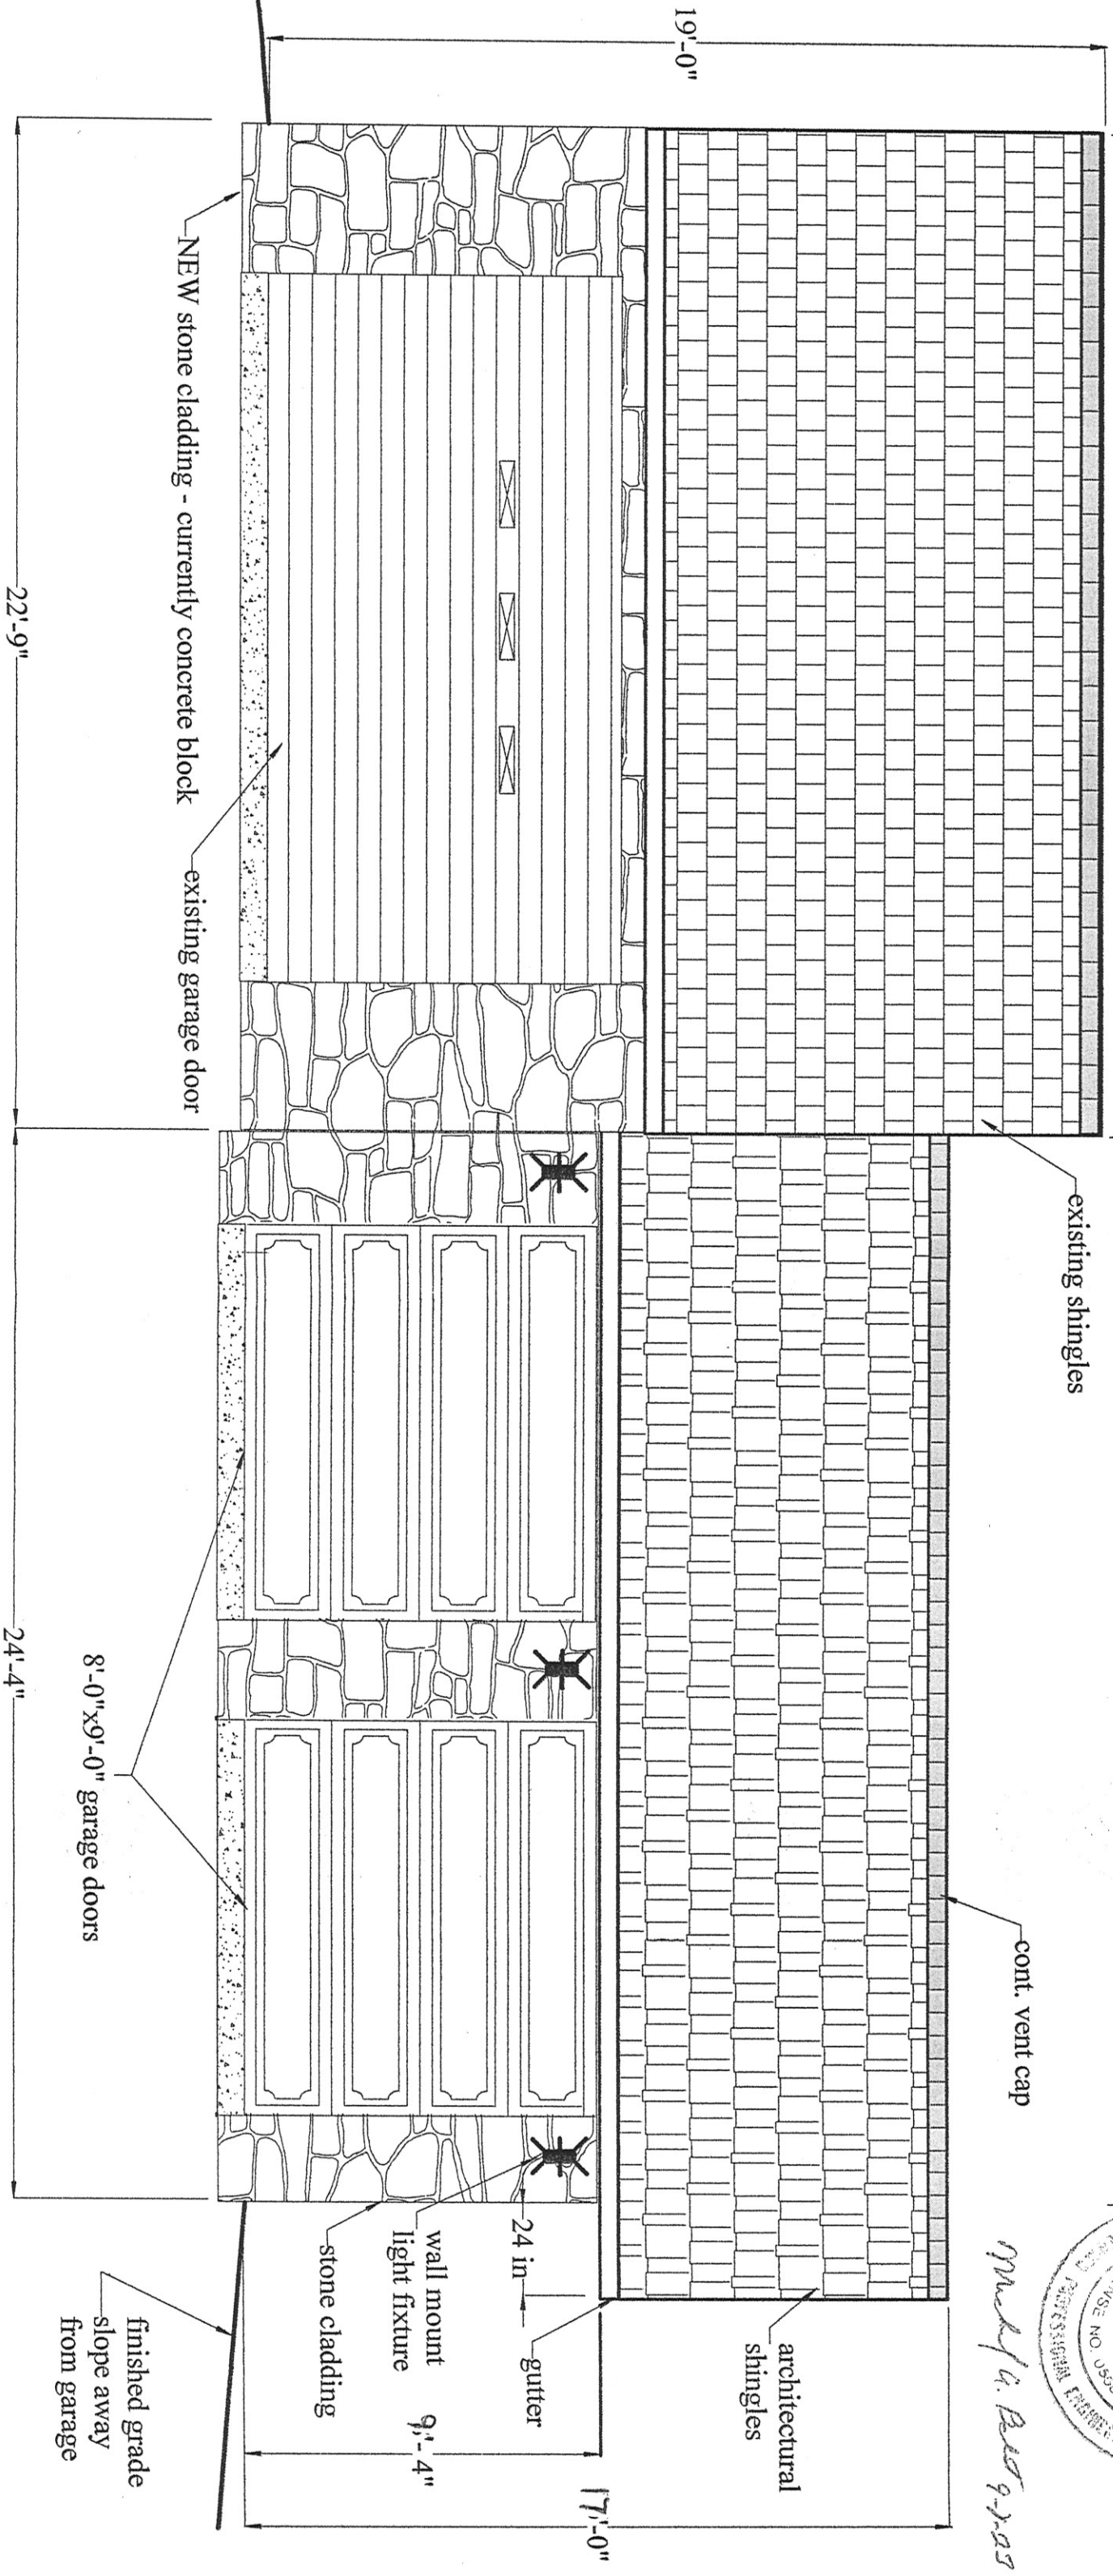 existing shingles
cont. vent cap
19'-0"
architectural
shingles
gutter
24 in
wall mount
light fixture
stone cladding
17'-0"
9'-4"
finished grade
slope away
from garage
NEW stone cladding - currently concrete block
existing garage door
8'-0"x9'-0" garage doors
22'-9"
24'-4"
PROFESSIONAL
NO.